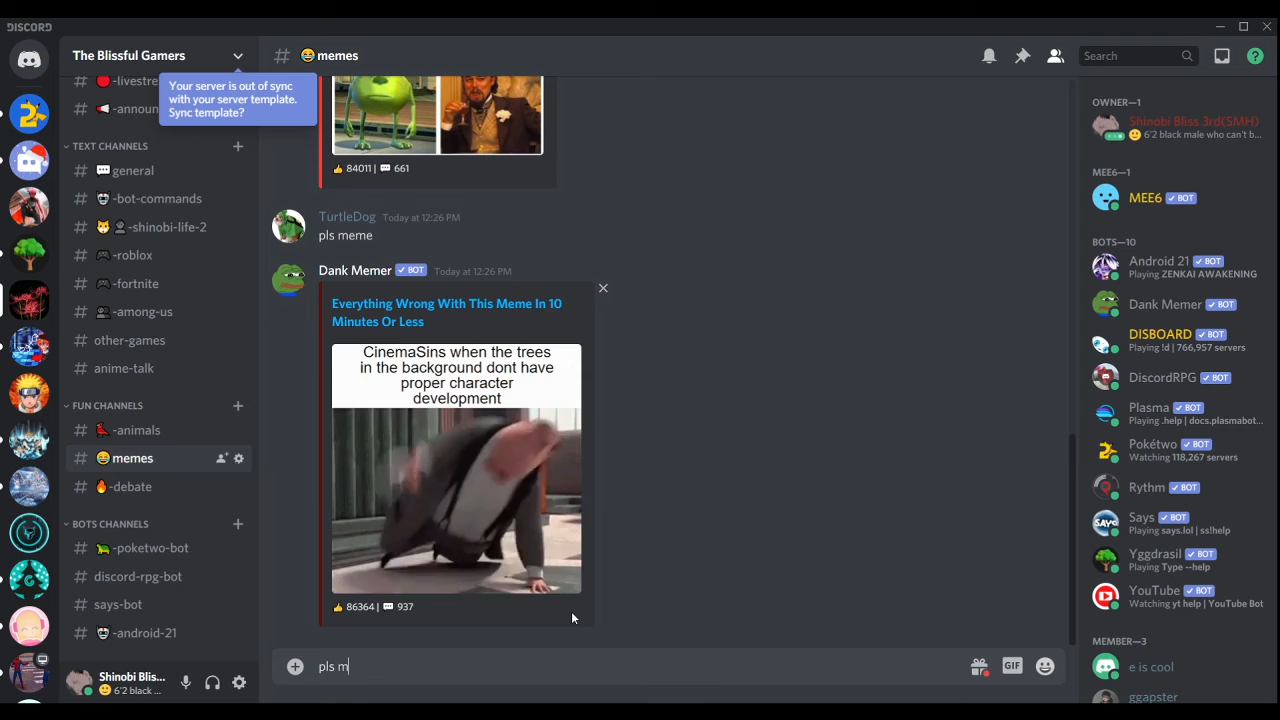 DISCORD
The Blissful Gamers
# 😂memes
Search
-livestre
-announ
Your server is out of sync
with your server template.
Sync template?
TEXT CHANNELS
# 💬general
# -bot-commands
# -shinobi-life-2
# 🎮-roblox
# 🎮-fortnite
# -among-us
# other-games
# anime-talk
FUN CHANNELS
# -animals
# 😂memes
# 🔥-debate
BOTS CHANNELS
# 🐢-poketwo-bot
# discord-rpg-bot
# says-bot
# -android-21
Shinobi Blis...
🙂 6'2 black ...
👍 84011 | 💬 661
TurtleDog Today at 12:26 PM
pls meme
Dank Memer ✔ BOT Today at 12:26 PM
Everything Wrong With This Meme In 10
Minutes Or Less
CinemaSins when the trees
in the background dont have
proper character
development
👍 86364 | 💬 937
pls m
GIF
OWNER—1
Shinobi Bliss 3rd(SMH)
🙂 6'2 black male who can't b...
MEE6—1
MEE6 ✔ BOT
BOTS—10
Android 21 ✔ BOT
Playing ZENKAI AWAKENING
Dank Memer ✔ BOT
DISBOARD ✔ BOT
Playing !d | 766,957 servers
DiscordRPG ✔ BOT
Plasma ✔ BOT
Playing .help | docs.plasmabot...
Pokétwo ✔ BOT
Watching 118,267 servers
Rythm ✔ BOT
SAYO
Says ✔ BOT
Playing says.lol | ss!help
Yggdrasil ✔ BOT
Playing Type --help
YouTube ✔ BOT
Watching yt help | YouTube Bot
MEMBER—3
e is cool
ggapster